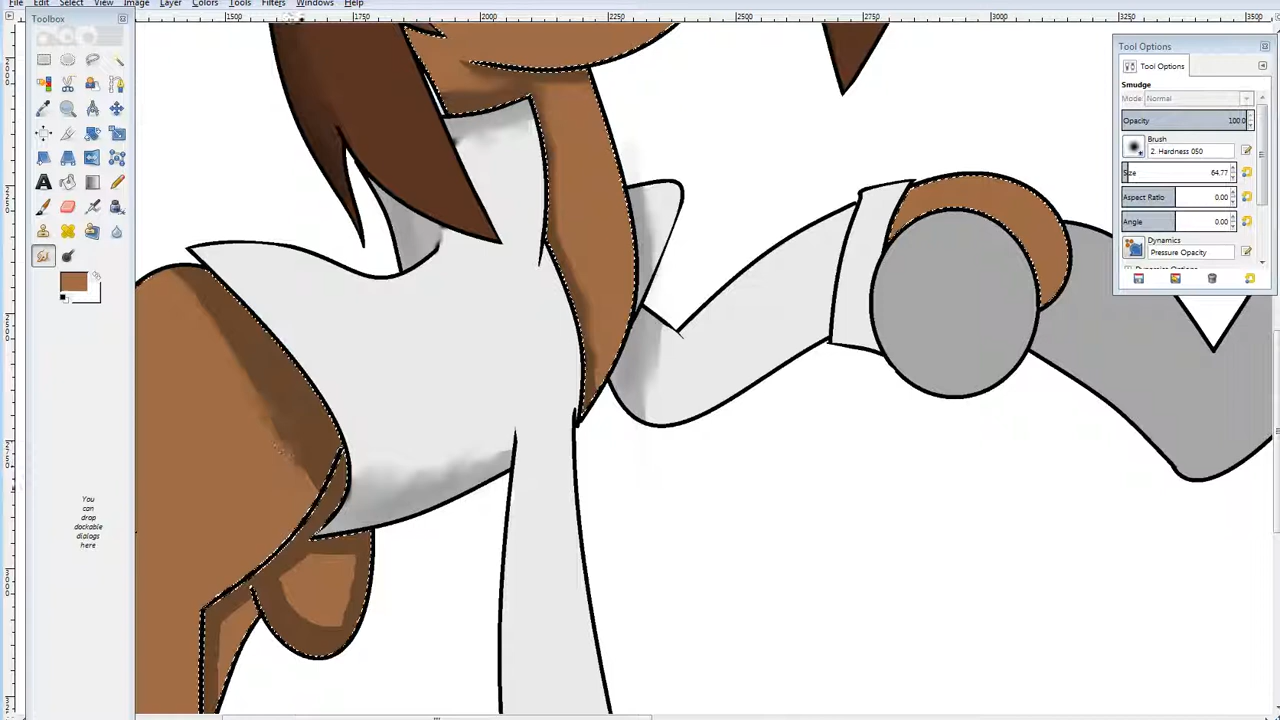 File Edit Select View Image Layer Colors Tools Filters Windows Help
Toolbox
1500 1750 2000 2250 2500 2750 3000 3250 3500
Tool Options
Tool Options
Smudge
Mode: Normal
Opacity 100.0
Brush
2. Hardness 050
Size 64.77
Aspect Ratio 0.00
Angle 0.00
Dynamics
Pressure Opacity
You
can
drop
dockable
dialogs
here